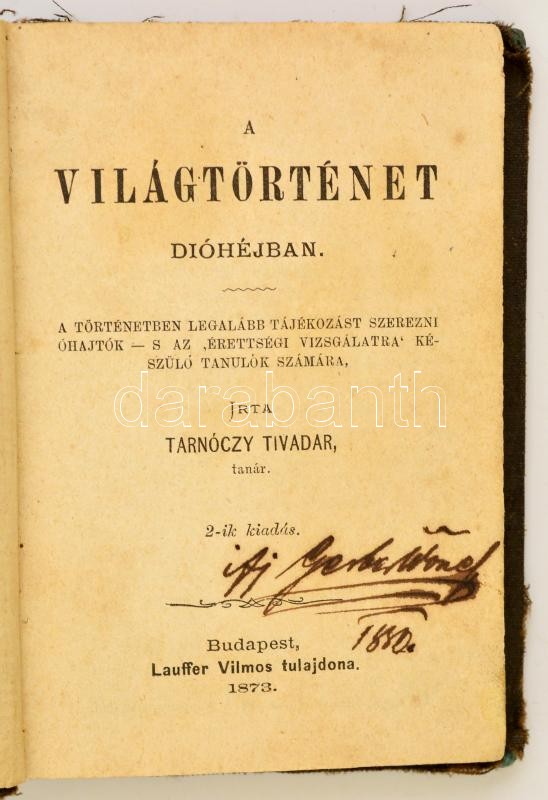 A
VILÁGTÖRTÉNET
DIÓHÉJBAN.
A TÖRTÉNETBEN LEGALÁBB TÁJÉKOZÁST SZEREZNI
ÓHAJTÓK — S AZ ‚ÉRETTSÉGI VIZSGÁLATRA‘ KÉ-
SZÜLŐ TANULÓK SZÁMÁRA,
darabanth
IRTA
TARNÓCZY TIVADAR,
tanár.
2-ik kiadás.
ifj
1880.
Budapest,
Lauffer Vilmos tulajdona.
1873.